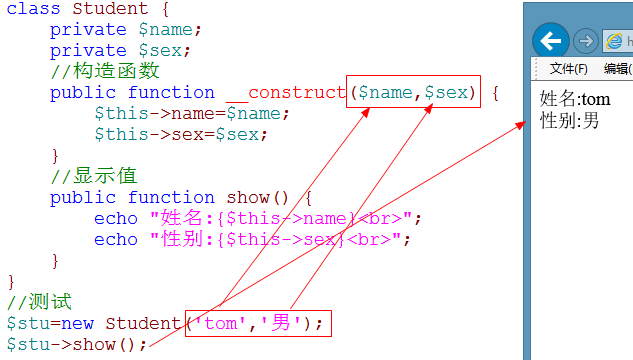 class Student {
private $name;
private $sex;
//构造函数
public function __construct($name,$sex) {
$this->name=$name;
$this->sex=$sex;
}
//显示值
public function show() {
echo "姓名:{$this->name}<br>";
echo "性别:{$this->sex}<br>";
}
}
//测试
$stu=new Student('tom','男');
$stu->show();
h
文件(F) 编辑(
姓名:tom
性别:男